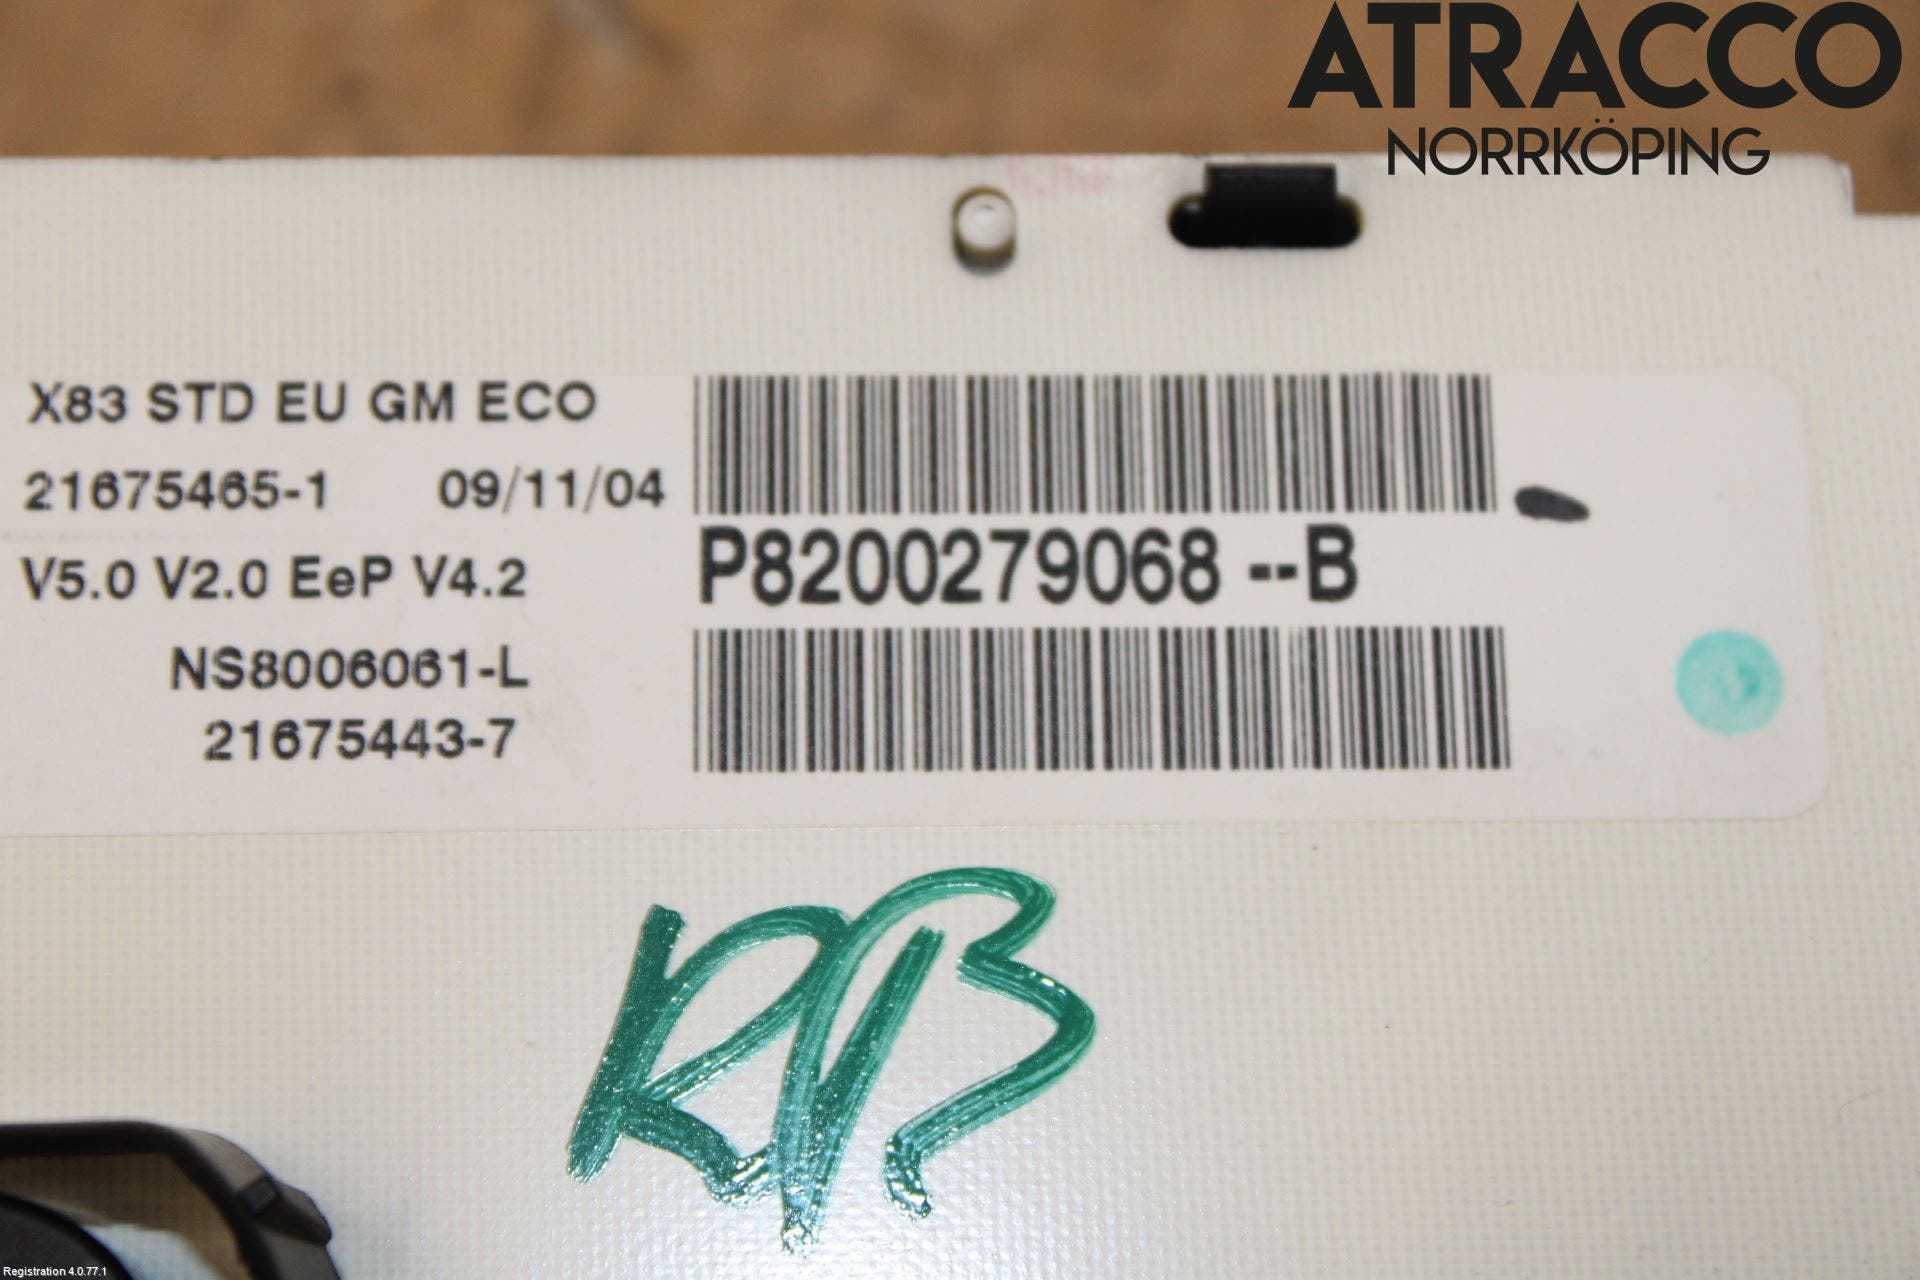 ATRACCO
NORRKÖPING
X83 STD EU GM ECO
21675465-1 09/11/04
P8200279068 --B
V5.0 V2.0 EeP V4.2
NS8006061-L
21675443-7
Registration 4.0.77.1